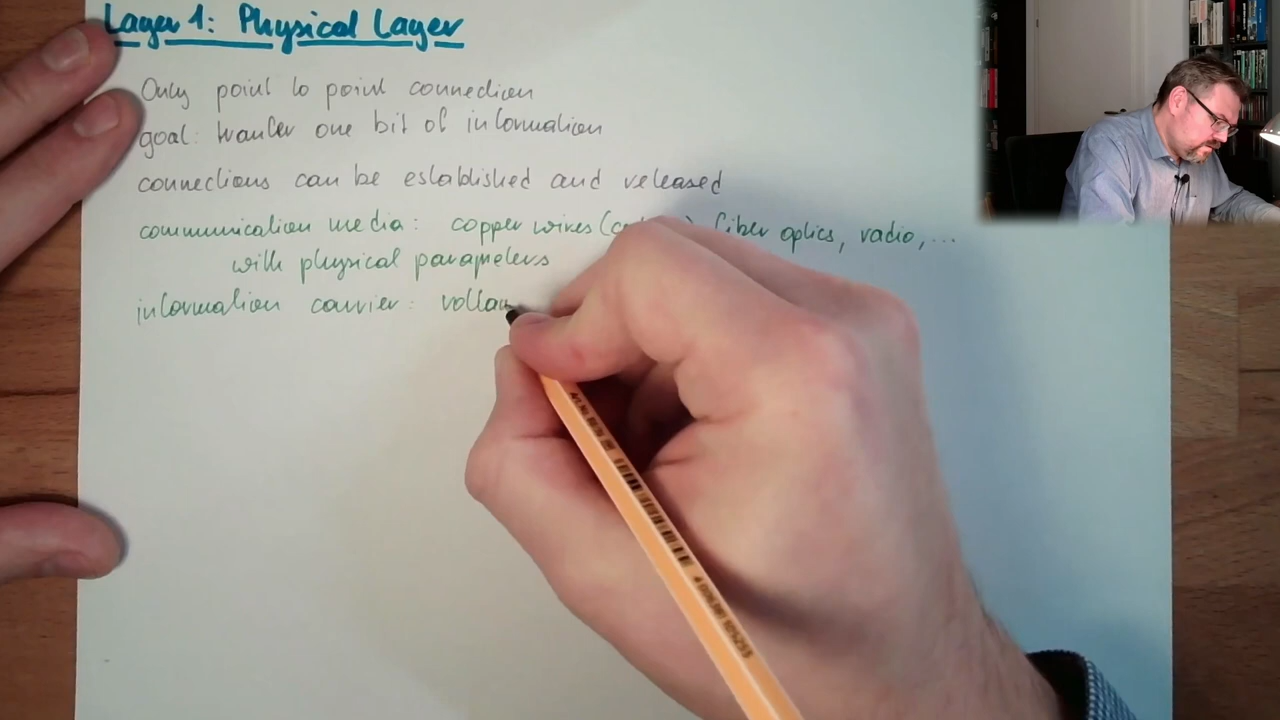 Layer 1: Physical Layer
Only point to point connection
goal: transfer one bit of information
connections can be established and released
communication media: copper wires ( ), fiber optics, radio, ...
with physical parameters
information carrier: